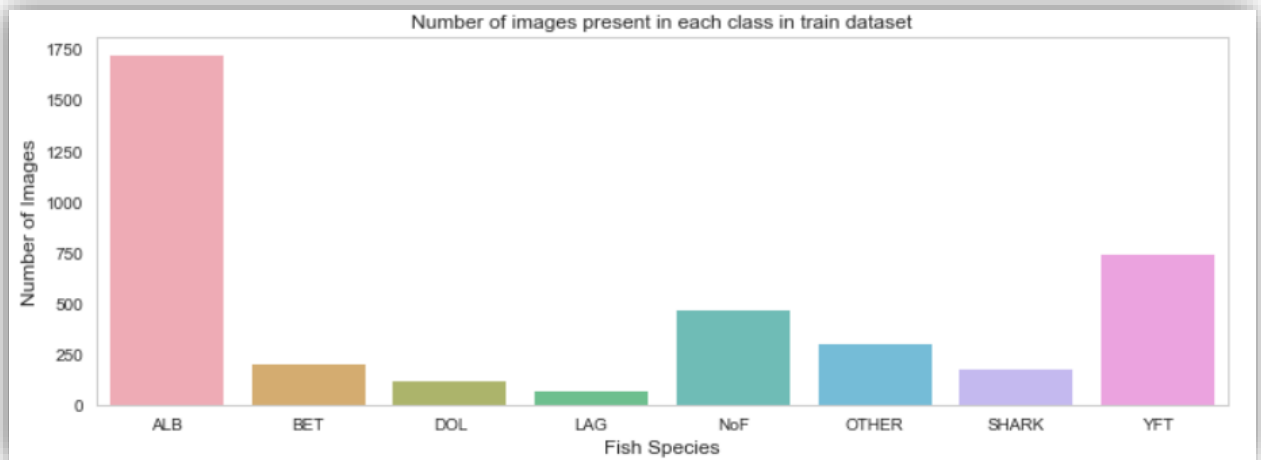 Number of images present in each class in train dataset
Number of Images
1750
1500
1250
1000
750
500
250
0
ALB BET DOL LAG NoF OTHER SHARK YFT
Fish Species